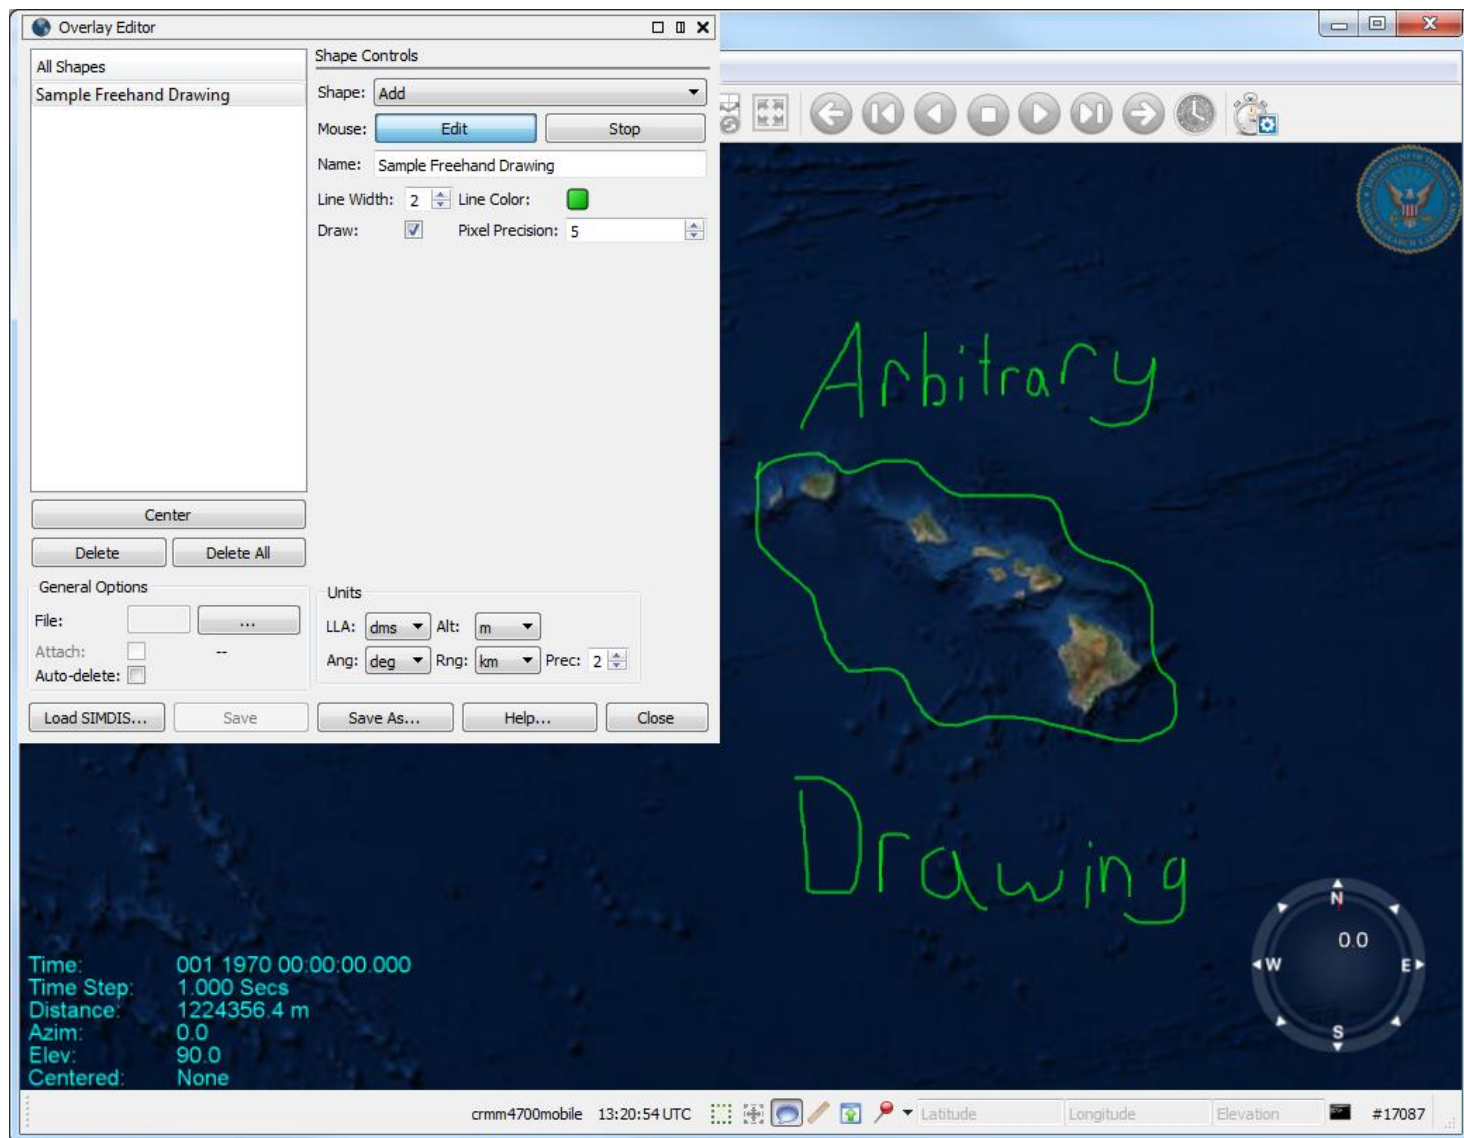 Overlay Editor
All Shapes
Sample Freehand Drawing
Shape Controls
Shape: Add
Mouse: Edit Stop
Name: Sample Freehand Drawing
Line Width: 2 Line Color:
Draw: Pixel Precision: 5
Center
Delete Delete All
General Options
File: ...
Attach: --
Auto-delete:
Units
LLA: dms Alt: m
Ang: deg Rng: km Prec: 2
Load SIMDIS... Save Save As... Help... Close
Arbitrary
Drawing
Time: 001 1970 00:00:00.000
Time Step: 1.000 Secs
Distance: 1224356.4 m
Azim: 0.0
Elev: 90.0
Centered: None
N
0.0
W E
S
crmm4700mobile 13:20:54 UTC Latitude Longitude Elevation #17087